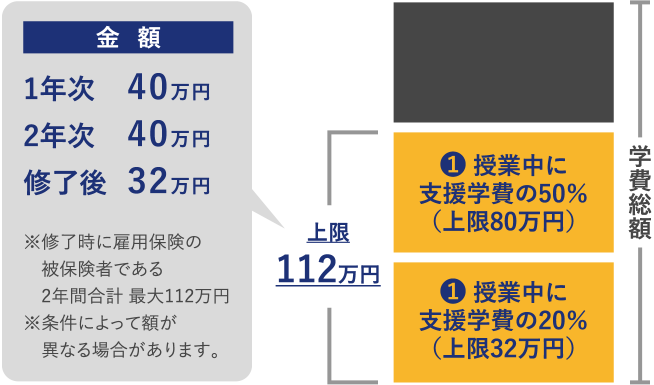 金 額
1年次 40万円
2年次 40万円
修了後 32万円
※修了時に雇用保険の
被保険者である
2年間合計 最大112万円
※条件によって額が
異なる場合があります。
上限
112万円
❶ 授業中に
支援学費の50%
（上限80万円）
❶ 授業中に
支援学費の20%
（上限32万円）
学費総額